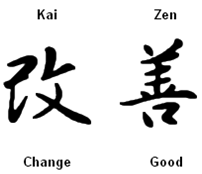 Kai Zen
改善
Change Good